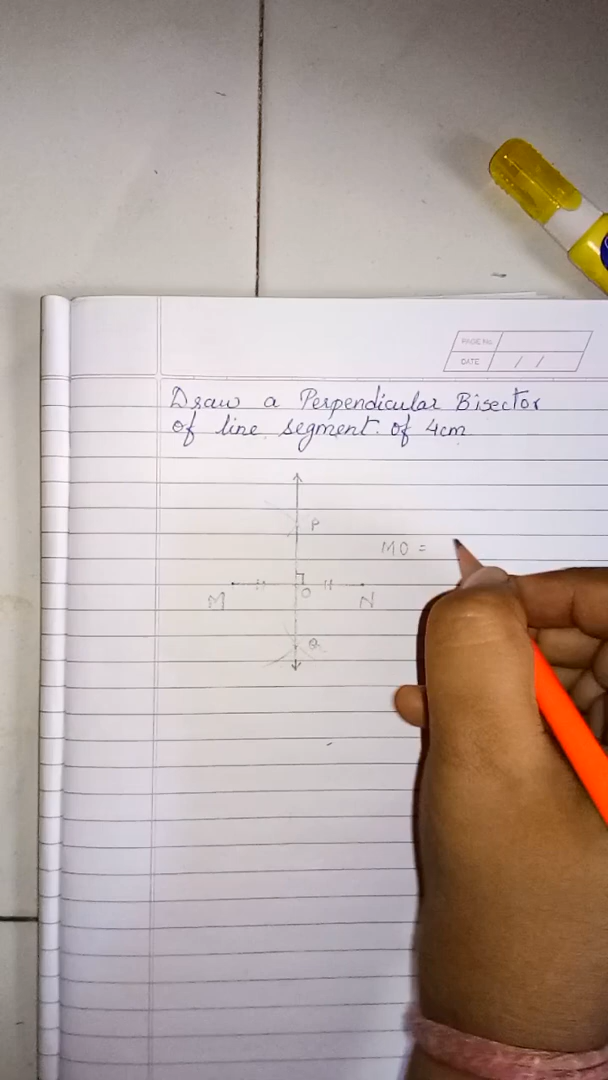 PAGE No.
DATE / /
Draw a Perpendicular Bisector
of line segment of 4cm
P
MO =
M O N
Q